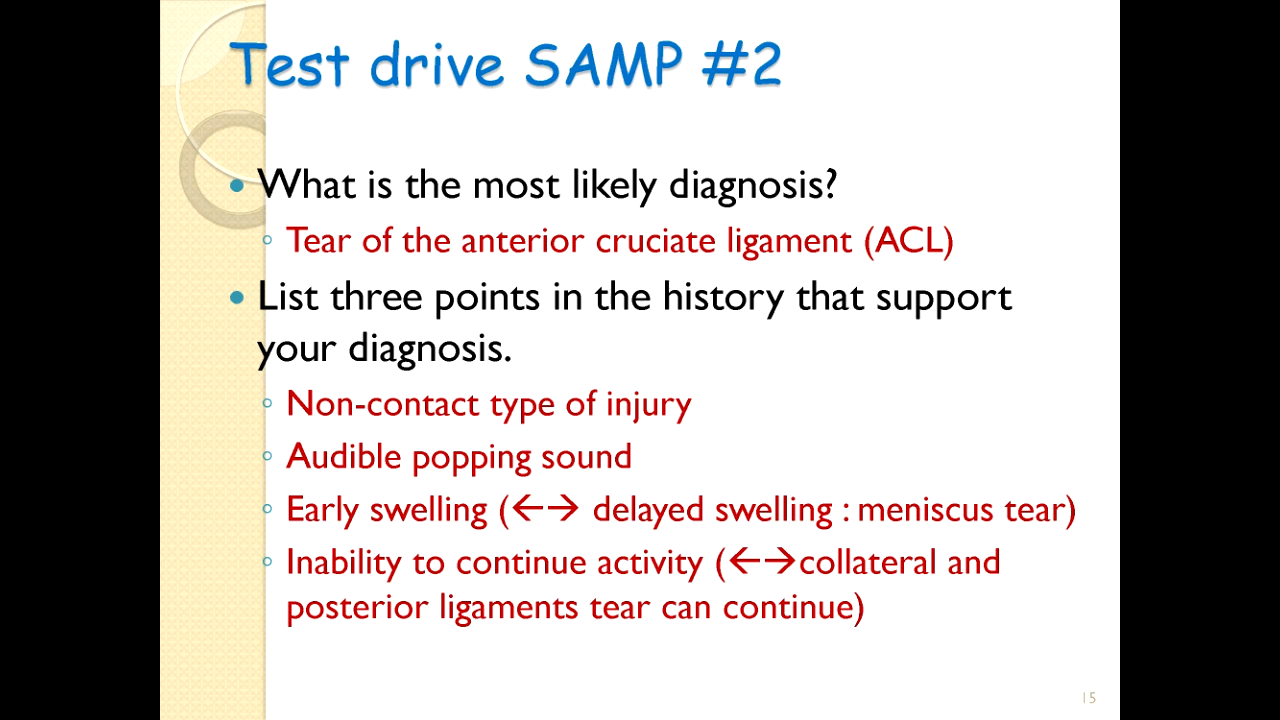 Test drive SAMP #2
• What is the most likely diagnosis?
◦ Tear of the anterior cruciate ligament (ACL)
• List three points in the history that support
your diagnosis.
◦ Non-contact type of injury
◦ Audible popping sound
◦ Early swelling (←→ delayed swelling : meniscus tear)
◦ Inability to continue activity (←→collateral and
posterior ligaments tear can continue)
15